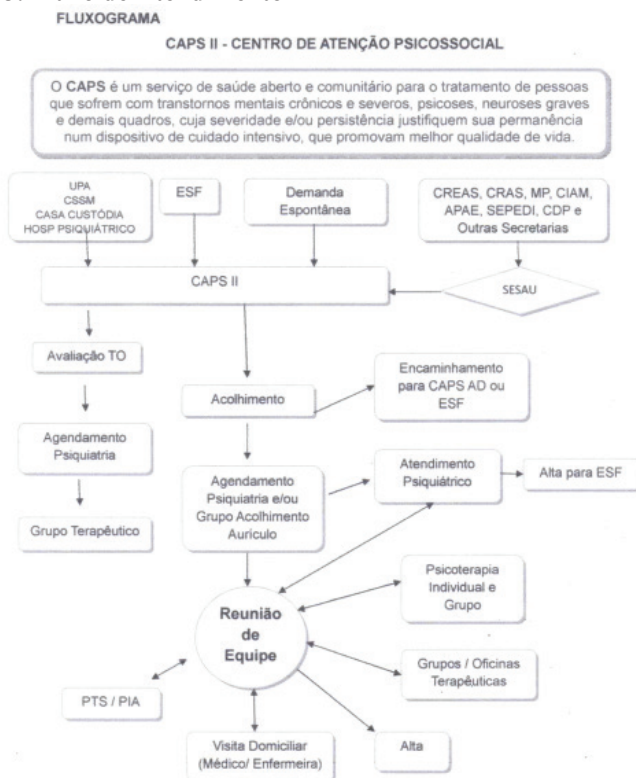 FLUXOGRAMA
CAPS II - CENTRO DE ATENÇÃO PSICOSSOCIAL
O CAPS é um serviço de saúde aberto e comunitário para o tratamento de pessoas
que sofrem com transtornos mentais crônicos e severos, psicoses, neuroses graves
e demais quadros, cuja severidade e/ou persistência justifiquem sua permanência
num dispositivo de cuidado intensivo, que promovam melhor qualidade de vida.
UPA
CSSM
CASA CUSTÓDIA
HOSP PSIQUIÁTRICO
ESF
Demanda
Espontânea
CREAS, CRAS, MP, CIAM,
APAE, SEPEDI, CDP e
Outras Secretarias
CAPS II
SESAU
Avaliação TO
Acolhimento
Encaminhamento
para CAPS AD ou
ESF
Agendamento
Psiquiatria
Agendamento
Psiquiatria e/ou
Grupo Acolhimento
Aurículo
Atendimento
Psiquiátrico
Alta para ESF
Grupo Terapêutico
Psicoterapia
Individual e
Grupo
Reunião
de
Equipe
Grupos / Oficinas
Terapêuticas
PTS / PIA
Visita Domiciliar
(Médico/ Enfermeira)
Alta